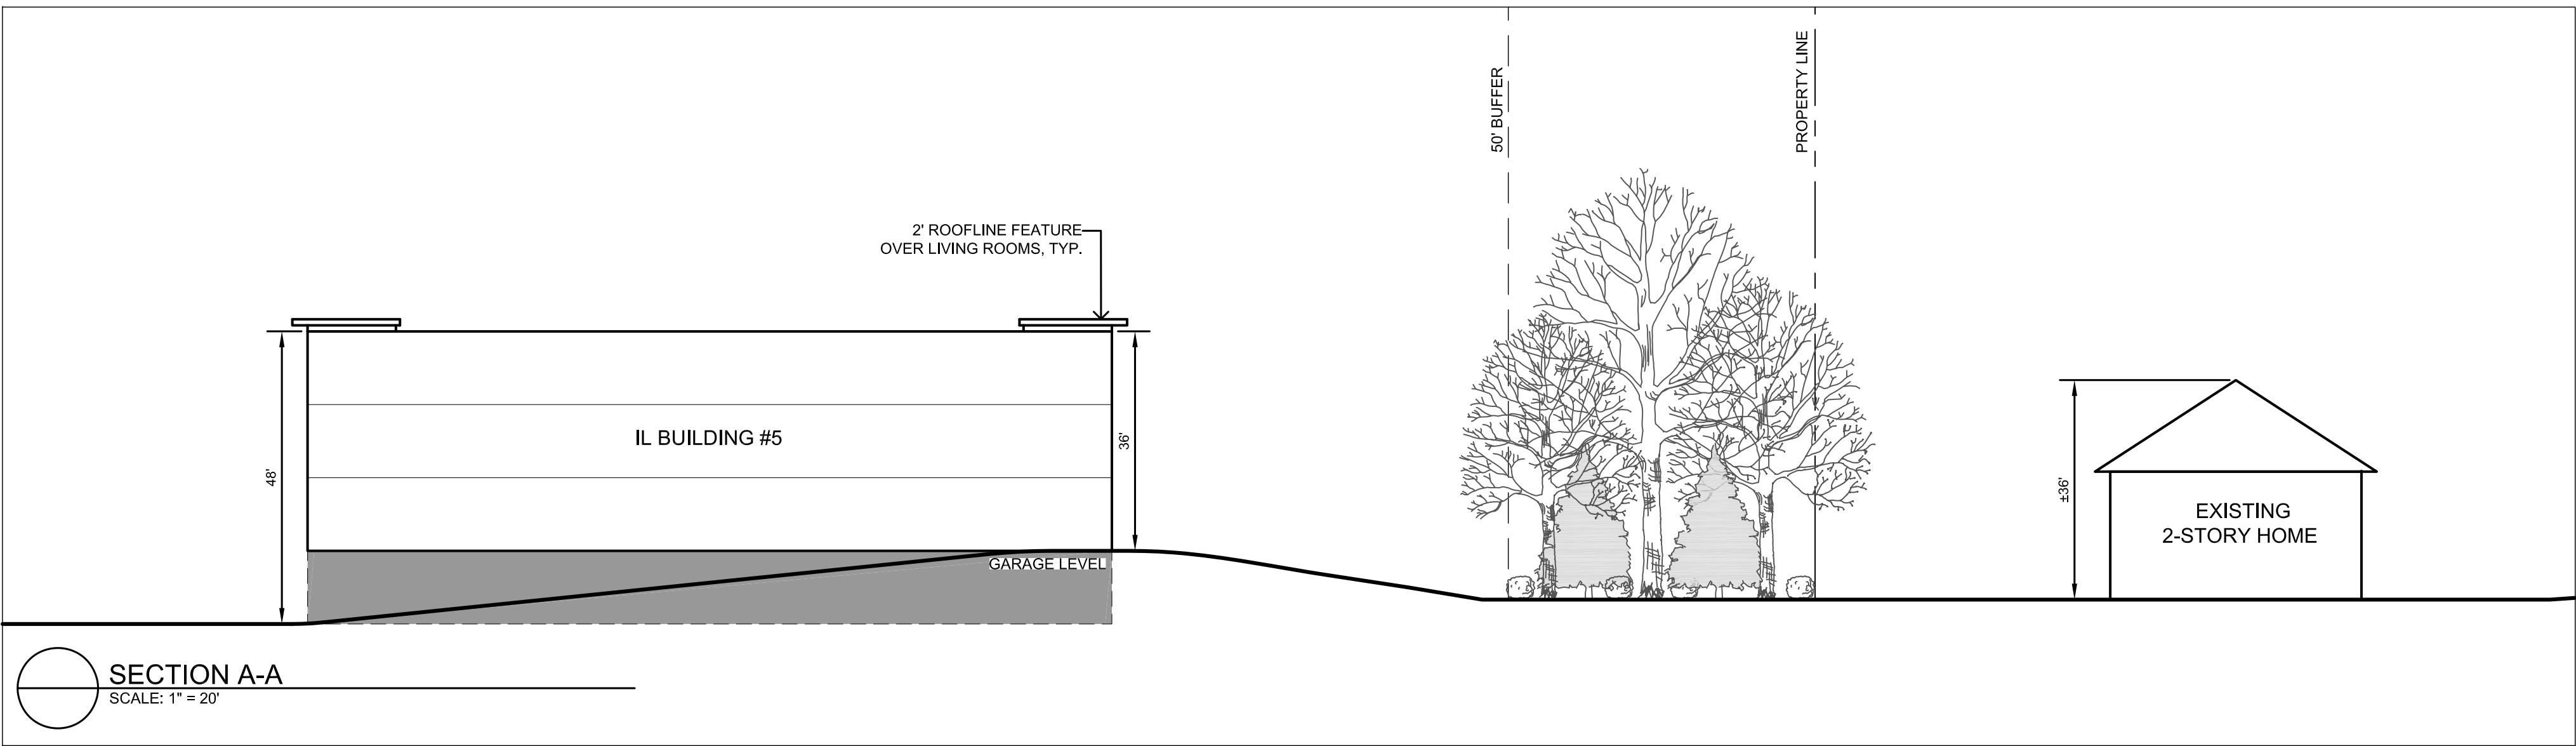 50' BUFFER
PROPERTY LINE
2' ROOFLINE FEATURE
OVER LIVING ROOMS, TYP.
IL BUILDING #5
48'
36'
±36'
EXISTING
2-STORY HOME
GARAGE LEVEL
SECTION A-A
SCALE: 1" = 20'